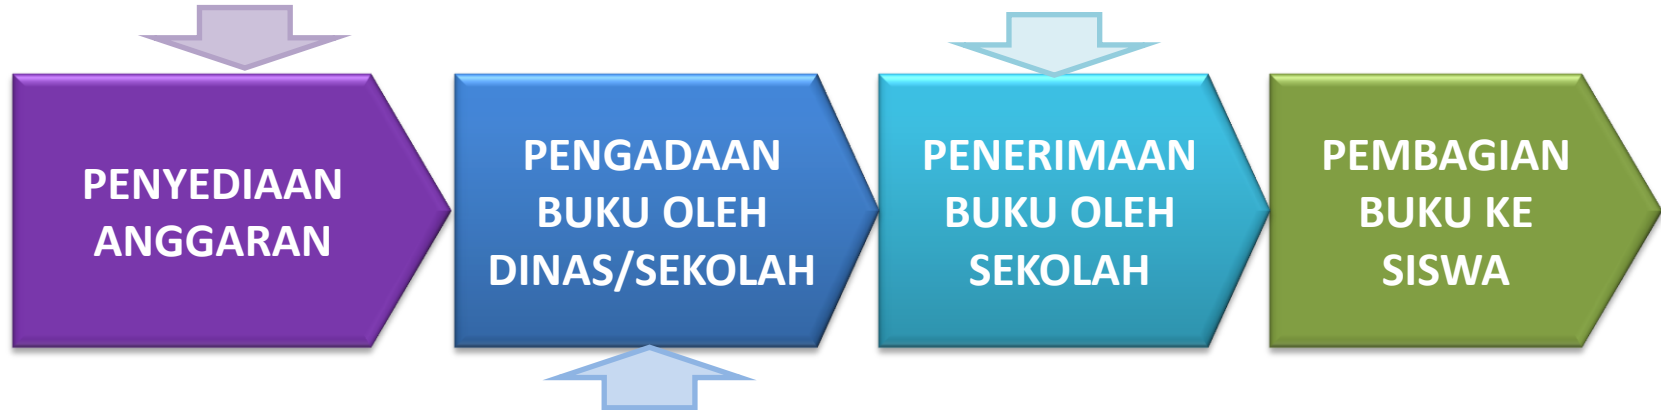 PENYEDIAAN
ANGGARAN
PENGADAAN
BUKU OLEH
DINAS/SEKOLAH
PENERIMAAN
BUKU OLEH
SEKOLAH
PEMBAGIAN
BUKU KE
SISWA